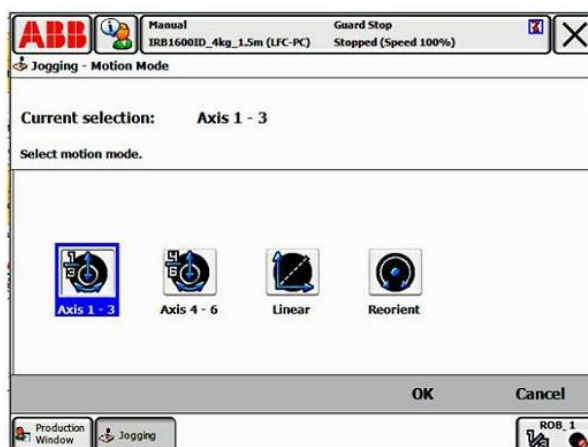 ABB
Manual
IRB1600ID_4kg_1.5m (LFC-PC)
Guard Stop
Stopped (Speed 100%)
Jogging - Motion Mode
Current selection: Axis 1 - 3
Select motion mode.
Axis 1 - 3
Axis 4 - 6
Linear
Reorient
OK
Cancel
Production
Window
Jogging
ROB_1